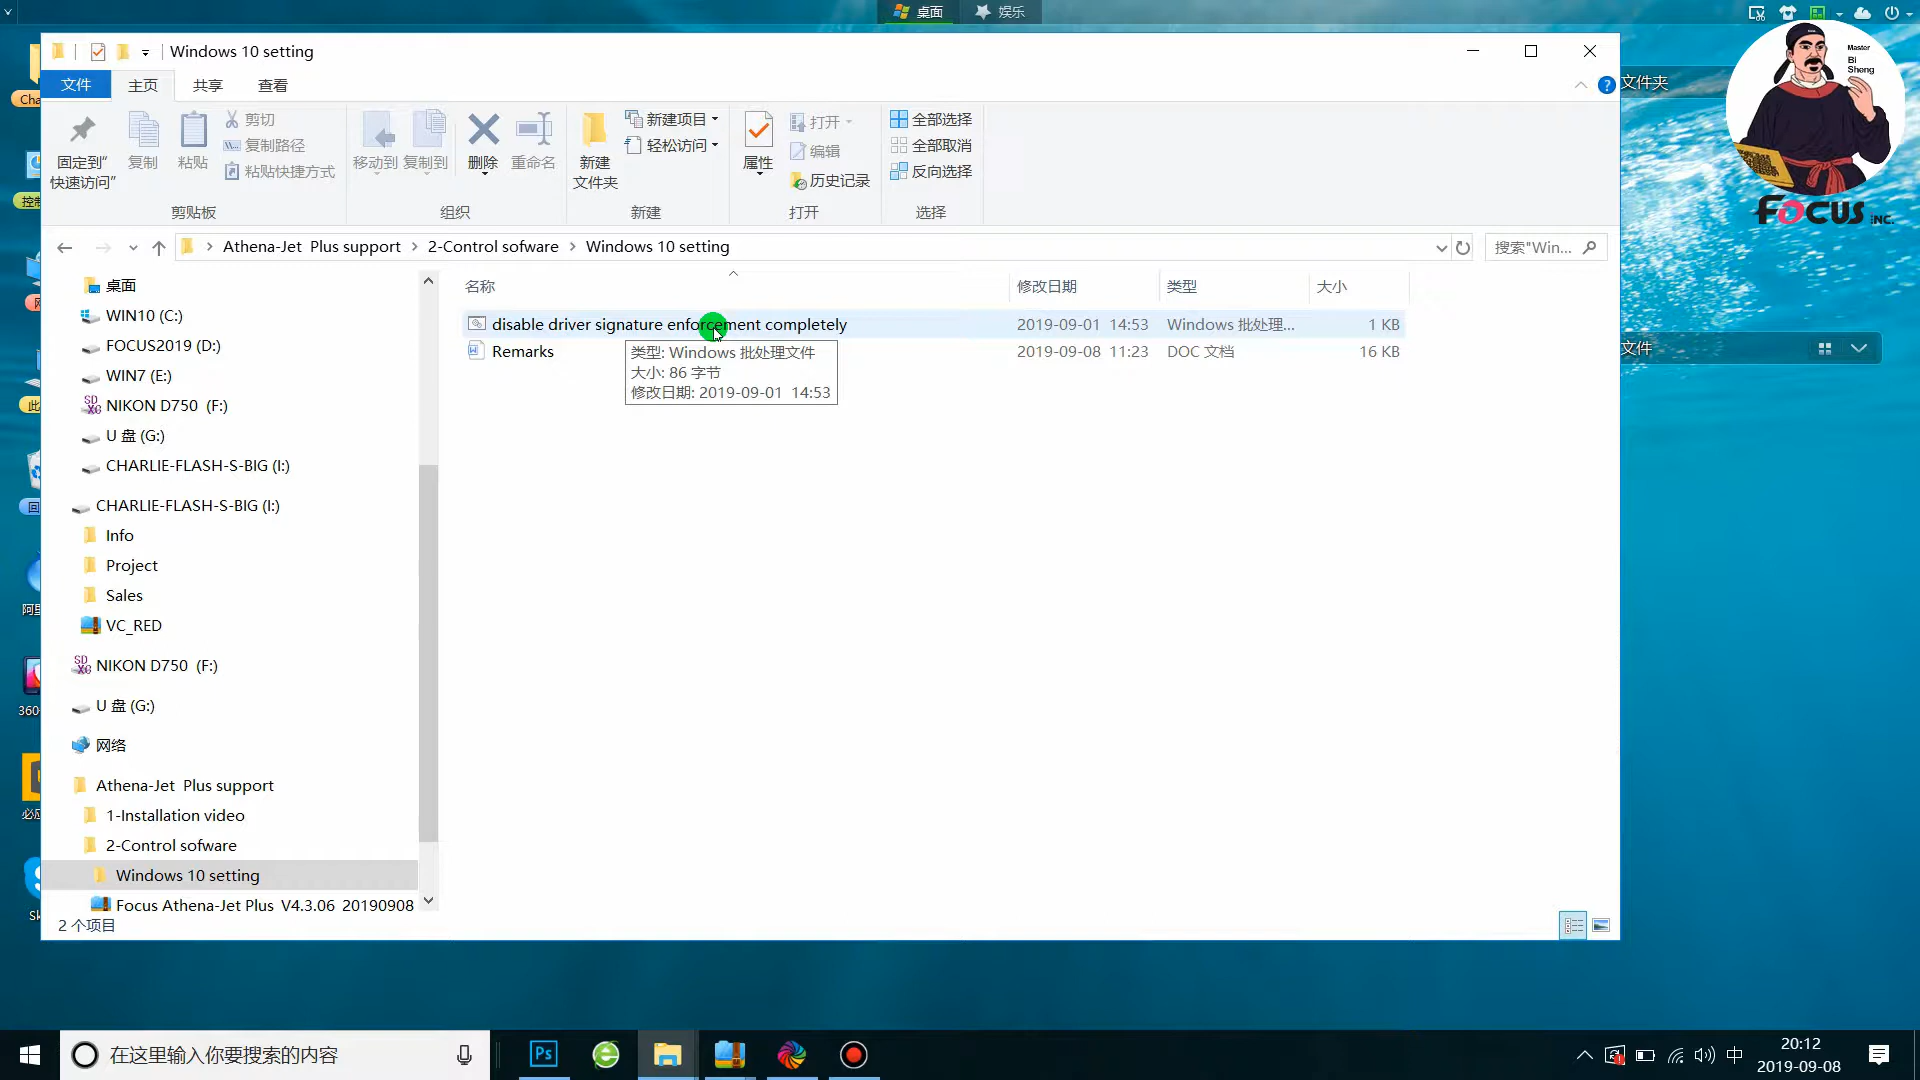 桌面
娱乐
Windows 10 setting
文件
主页
共享
查看
固定到"
快速访问"
复制
粘贴
剪切
复制路径
粘贴快捷方式
剪贴板
移动到
复制到
删除
重命名
组织
新建
文件夹
新建项目
轻松访问
新建
属性
打开
编辑
历史记录
打开
全部选择
全部取消
反向选择
选择
文件夹
Master
Bi
Sheng
FOCUS INC.
Athena-Jet Plus support
2-Control sofware
Windows 10 setting
搜索"Win...
名称
修改日期
类型
大小
disable driver signature enforcement completely
2019-09-01 14:53
Windows 批处理...
1 KB
Remarks
2019-09-08 11:23
DOC 文档
16 KB
类型: Windows 批处理文件
大小: 86 字节
修改日期: 2019-09-01 14:53
文件
桌面
WIN10 (C:)
FOCUS2019 (D:)
WIN7 (E:)
NIKON D750 (F:)
U 盘 (G:)
CHARLIE-FLASH-S-BIG (I:)
CHARLIE-FLASH-S-BIG (I:)
Info
Project
Sales
VC_RED
NIKON D750 (F:)
U 盘 (G:)
网络
Athena-Jet Plus support
1-Installation video
2-Control sofware
Windows 10 setting
Focus Athena-Jet Plus V4.3.06 20190908
2 个项目
Cha
控制
此
回
阿里
360
必应
Sk
在这里输入你要搜索的内容
Ps
中
20:12
2019-09-08